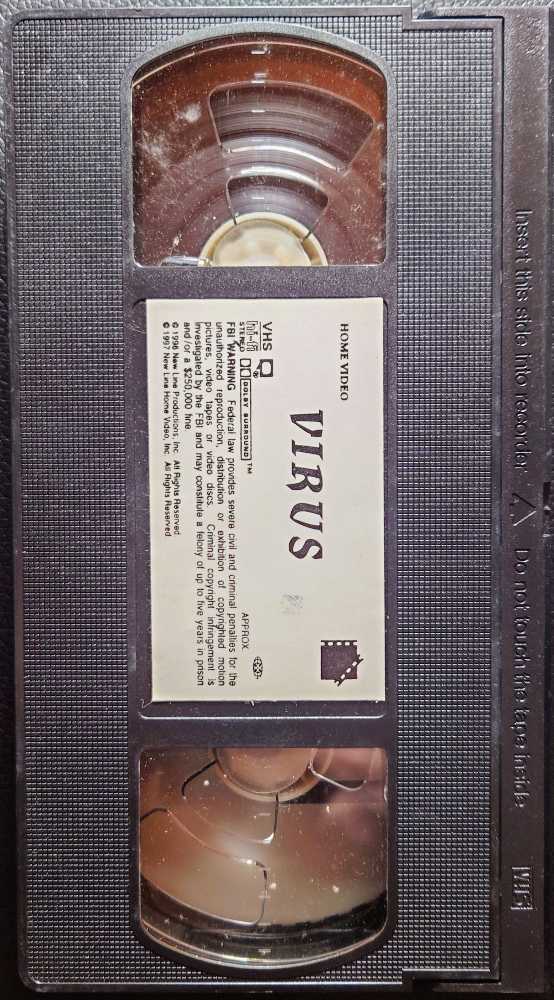 Insert this side into recorder.
Do not touch the tape inside
VHS
HOME VIDEO
VIRUS
APPROX
VHS
HI-FI
STEREO
DOLBY SURROUND TM
FBI WARNING Federal law provides severe civil and criminal penalties for the
unauthorized reproduction, distribution or exhibition of copyrighted motion
pictures, video tapes or video discs. Criminal copyright infringement is
investigated by the FBI and may constitute a felony of up to five years in prison
and/or a $250,000 fine
© 1996 New Line Productions, Inc. All Rights Reserved
© 1997 New Line Home Video, Inc. All Rights Reserved.